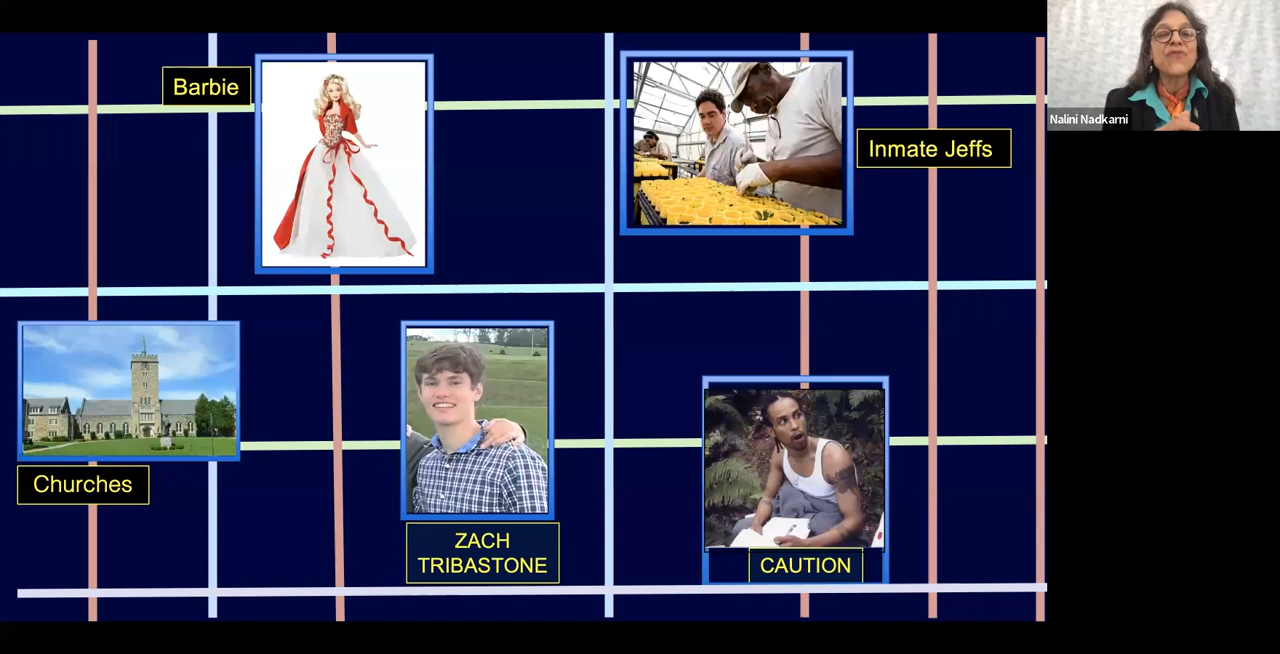 Barbie
Inmate Jeffs
Nalini Nadkarni
Churches
ZACH
TRIBASTONE
CAUTION